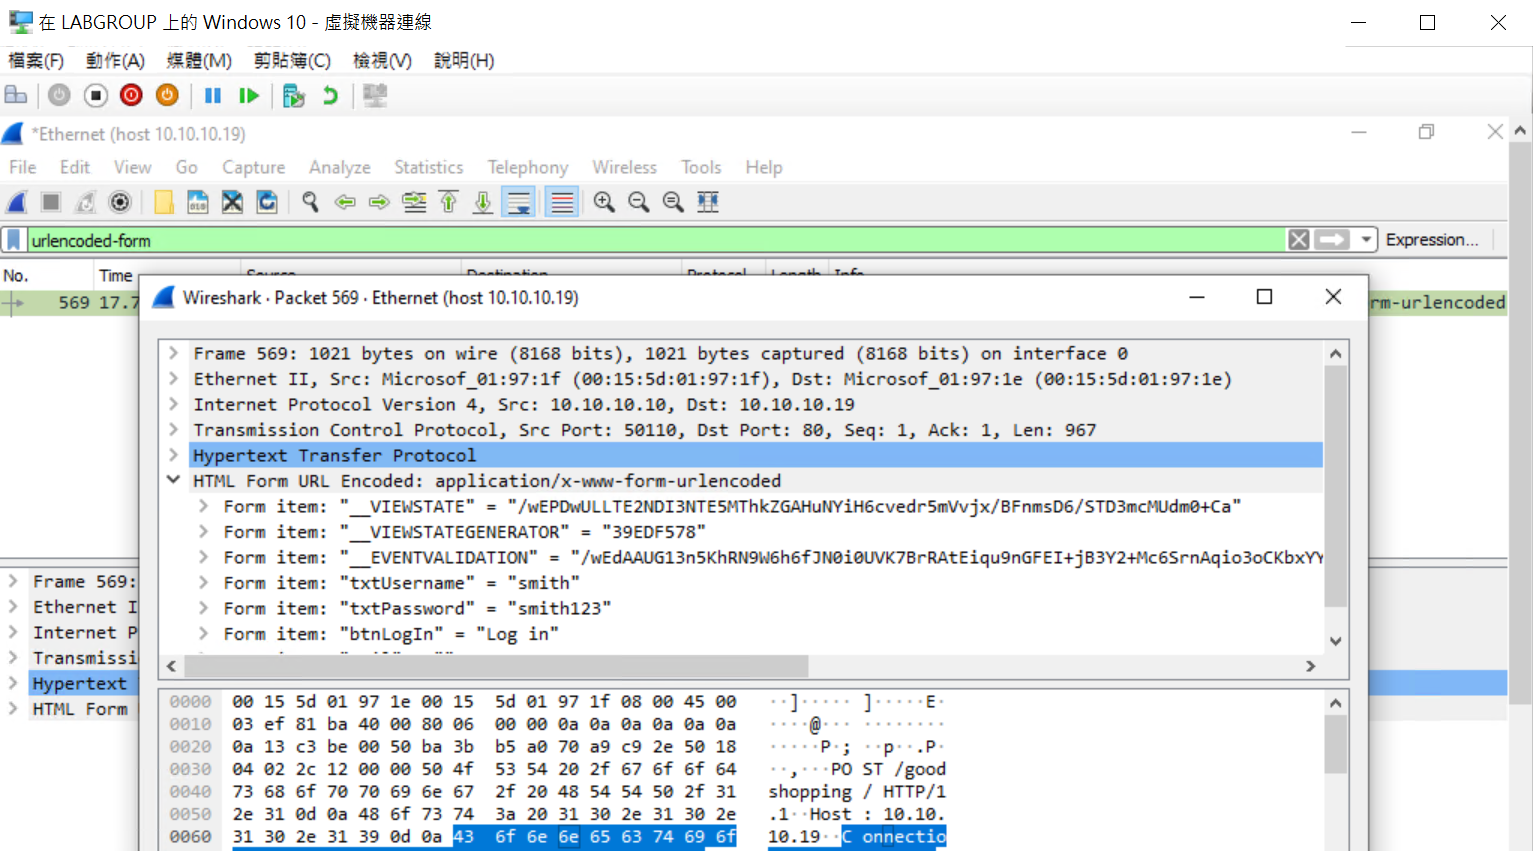 在 LABGROUP 上的 Windows 10 - 虛擬機器連線
檔案(F) 動作(A) 媒體(M) 剪貼簿(C) 檢視(V) 說明(H)
*Ethernet (host 10.10.10.19)
File Edit View Go Capture Analyze Statistics Telephony Wireless Tools Help
urlencoded-form
Expression...
No. Time Source Destination Protocol Length Info
569 17.7
rm-urlencoded
Wireshark · Packet 569 · Ethernet (host 10.10.10.19)
Frame 569: 1021 bytes on wire (8168 bits), 1021 bytes captured (8168 bits) on interface 0
Ethernet II, Src: Microsof_01:97:1f (00:15:5d:01:97:1f), Dst: Microsof_01:97:1e (00:15:5d:01:97:1e)
Internet Protocol Version 4, Src: 10.10.10.10, Dst: 10.10.10.19
Transmission Control Protocol, Src Port: 50110, Dst Port: 80, Seq: 1, Ack: 1, Len: 967
Hypertext Transfer Protocol
HTML Form URL Encoded: application/x-www-form-urlencoded
Form item: "__VIEWSTATE" = "/wEPDwULLTE2NDI3NTE5MThkZGAHuNYiH6cvedr5mVvjx/BFnmsD6/STD3mcMUdm0+Ca"
Form item: "__VIEWSTATEGENERATOR" = "39EDF578"
Form item: "__EVENTVALIDATION" = "/wEdAAUG13n5KhRN9W6h6fJN0i0UVK7BrRAtEiqu9nGFEI+jB3Y2+Mc6SrnAqio3oCKbxYY
Form item: "txtUsername" = "smith"
Form item: "txtPassword" = "smith123"
Form item: "btnLogIn" = "Log in"
Frame 569:
Ethernet I
Internet P
Transmissi
Hypertext
HTML Form
0000 00 15 5d 01 97 1e 00 15 5d 01 97 1f 08 00 45 00 ··]····· ]·····E·
0010 03 ef 81 ba 40 00 80 06 00 00 0a 0a 0a 0a 0a 0a ····@··· ········
0020 0a 13 c3 be 00 50 ba 3b b5 a0 70 a9 c9 2e 50 18 ·····P·; ··p··.P·
0030 04 02 2c 12 00 00 50 4f 53 54 20 2f 67 6f 6f 64 ··,···PO ST /good
0040 73 68 6f 70 70 69 6e 67 2f 20 48 54 54 50 2f 31 shopping / HTTP/1
0050 2e 31 0d 0a 48 6f 73 74 3a 20 31 30 2e 31 30 2e .1··Host : 10.10.
0060 31 30 2e 31 39 0d 0a 43 6f 6e 6e 65 63 74 69 6f 10.19··C onnectio